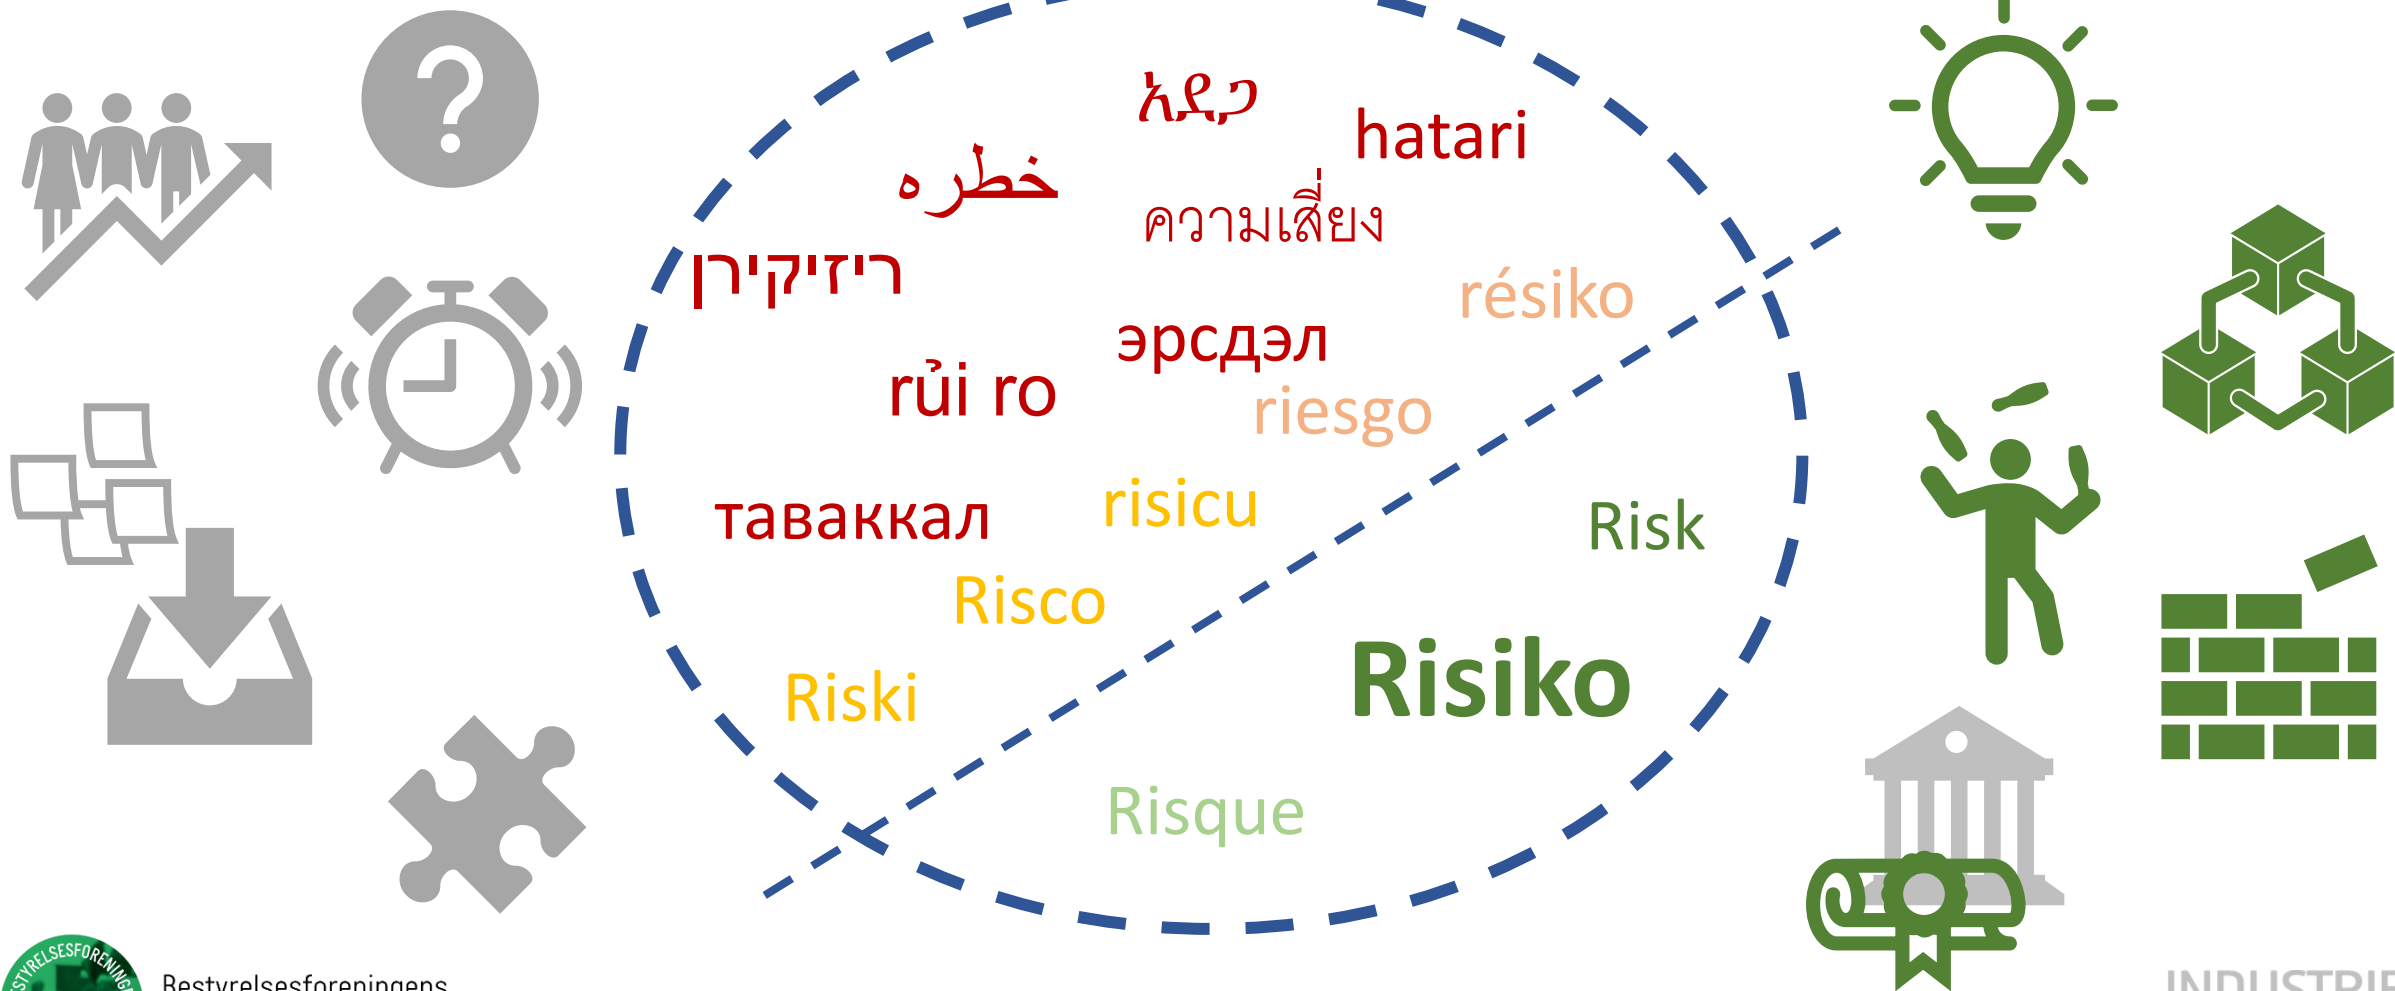 አደጋ
hatari
خطره
ความเสี่ยง
ריזיקירן
résiko
эрсдэл
rủi ro
riesgo
таваккал
risicu
Risk
Risco
Risiko
Riski
Risque
Bestyrelsesforeningens